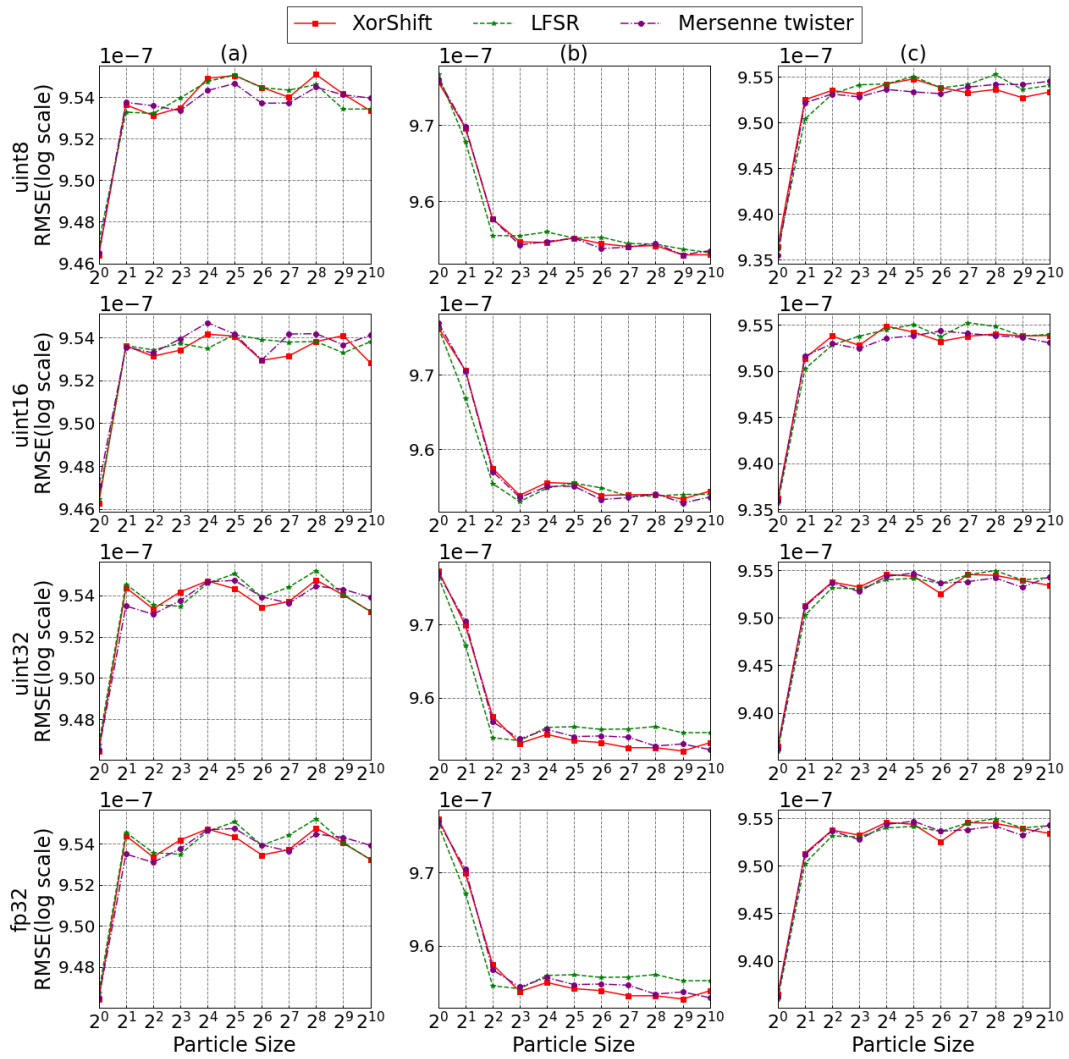 XorShift LFSR Mersenne twister
(a) (b) (c)
1e−7 1e−7 1e−7
uint8
RMSE(log scale)
9.54
9.52
9.50
9.48
9.46
9.7
9.6
9.55
9.50
9.45
9.40
9.35
2^0 2^1 2^2 2^3 2^4 2^5 2^6 2^7 2^8 2^9 2^10
2^0 2^1 2^2 2^3 2^4 2^5 2^6 2^7 2^8 2^9 2^10
2^0 2^1 2^2 2^3 2^4 2^5 2^6 2^7 2^8 2^9 2^10
1e−7 1e−7 1e−7
uint16
RMSE(log scale)
9.54
9.52
9.50
9.48
9.46
9.7
9.6
9.55
9.50
9.45
9.40
9.35
2^0 2^1 2^2 2^3 2^4 2^5 2^6 2^7 2^8 2^9 2^10
2^0 2^1 2^2 2^3 2^4 2^5 2^6 2^7 2^8 2^9 2^10
2^0 2^1 2^2 2^3 2^4 2^5 2^6 2^7 2^8 2^9 2^10
1e−7 1e−7 1e−7
uint32
RMSE(log scale)
9.54
9.52
9.50
9.48
9.7
9.6
9.55
9.50
9.45
9.40
2^0 2^1 2^2 2^3 2^4 2^5 2^6 2^7 2^8 2^9 2^10
2^0 2^1 2^2 2^3 2^4 2^5 2^6 2^7 2^8 2^9 2^10
2^0 2^1 2^2 2^3 2^4 2^5 2^6 2^7 2^8 2^9 2^10
1e−7 1e−7 1e−7
fp32
RMSE(log scale)
9.54
9.52
9.50
9.48
9.7
9.6
9.55
9.50
9.45
9.40
2^0 2^1 2^2 2^3 2^4 2^5 2^6 2^7 2^8 2^9 2^10
2^0 2^1 2^2 2^3 2^4 2^5 2^6 2^7 2^8 2^9 2^10
2^0 2^1 2^2 2^3 2^4 2^5 2^6 2^7 2^8 2^9 2^10
Particle Size Particle Size Particle Size